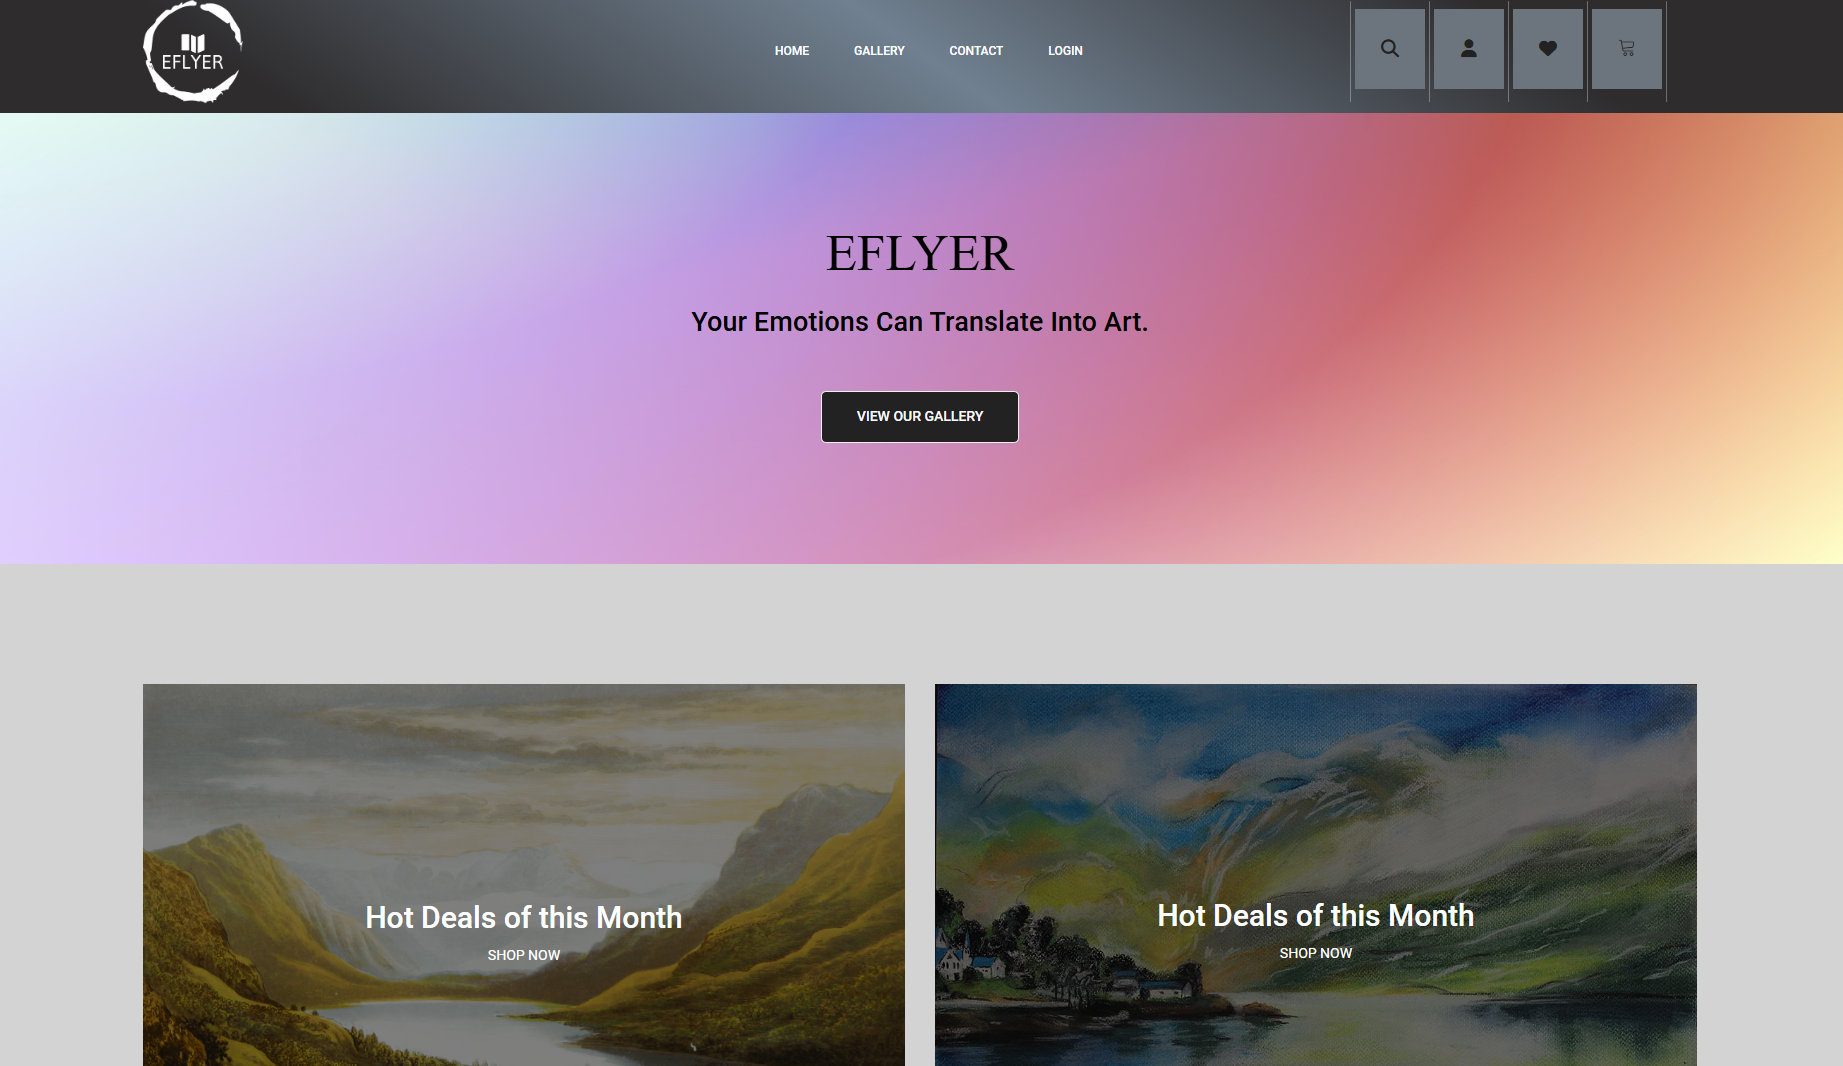 EFLYER
HOME GALLERY CONTACT LOGIN
EFLYER
Your Emotions Can Translate Into Art.
VIEW OUR GALLERY
Hot Deals of this Month
SHOP NOW
Hot Deals of this Month
SHOP NOW